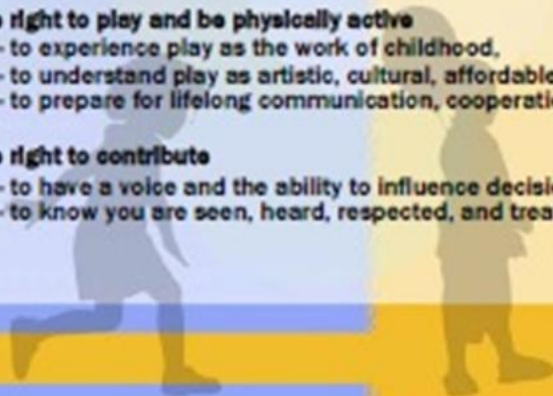 right to play and be physically active
- to experience play as the work of childhood,
- to understand play as artistic, cultural, affordable
- to prepare for lifelong communication, cooperati
right to contribute
- to have a voice and the ability to influence decisi
- to know you are seen, heard, respected, and trea